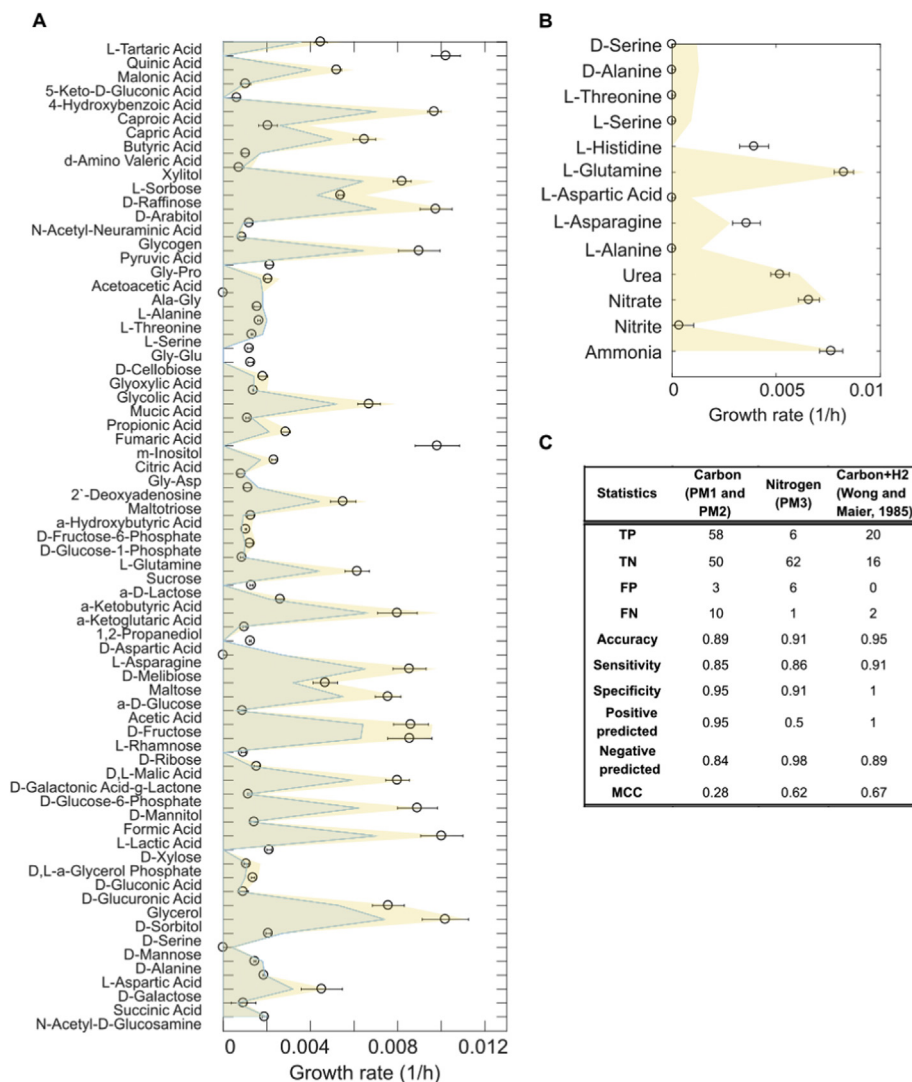 A
L-Tartaric Acid
Quinic Acid
Malonic Acid
5-Keto-D-Gluconic Acid
4-Hydroxybenzoic Acid
Caproic Acid
Capric Acid
Butyric Acid
d-Amino Valeric Acid
Xylitol
L-Sorbose
D-Raffinose
D-Arabitol
N-Acetyl-Neuraminic Acid
Glycogen
Pyruvic Acid
Gly-Pro
Acetoacetic Acid
Ala-Gly
L-Alanine
L-Threonine
L-Serine
Gly-Glu
D-Cellobiose
Glyoxylic Acid
Glycolic Acid
Mucic Acid
Propionic Acid
Fumaric Acid
m-Inositol
Citric Acid
Gly-Asp
2`-Deoxyadenosine
Maltotriose
a-Hydroxybutyric Acid
D-Fructose-6-Phosphate
D-Glucose-1-Phosphate
L-Glutamine
Sucrose
a-D-Lactose
a-Ketobutyric Acid
a-Ketoglutaric Acid
1,2-Propanediol
D-Aspartic Acid
L-Asparagine
D-Melibiose
Maltose
a-D-Glucose
Acetic Acid
D-Fructose
L-Rhamnose
D-Ribose
D,L-Malic Acid
D-Galactonic Acid-g-Lactone
D-Glucose-6-Phosphate
D-Mannitol
Formic Acid
L-Lactic Acid
D-Xylose
D,L-a-Glycerol Phosphate
D-Gluconic Acid
D-Glucuronic Acid
Glycerol
D-Sorbitol
D-Serine
D-Mannose
D-Alanine
L-Aspartic Acid
D-Galactose
Succinic Acid
N-Acetyl-D-Glucosamine
0 0.004 0.008 0.012
Growth rate (1/h)
B
D-Serine
D-Alanine
L-Threonine
L-Serine
L-Histidine
L-Glutamine
L-Aspartic Acid
L-Asparagine
L-Alanine
Urea
Nitrate
Nitrite
Ammonia
0 0.005 0.01
Growth rate (1/h)
C
Statistics Carbon (PM1 and PM2) Nitrogen (PM3) Carbon+H2 (Wong and Maier, 1985)
TP 58 6 20
TN 50 62 16
FP 3 6 0
FN 10 1 2
Accuracy 0.89 0.91 0.95
Sensitivity 0.85 0.86 0.91
Specificity 0.95 0.91 1
Positive predicted 0.95 0.5 1
Negative predicted 0.84 0.98 0.89
MCC 0.28 0.62 0.67